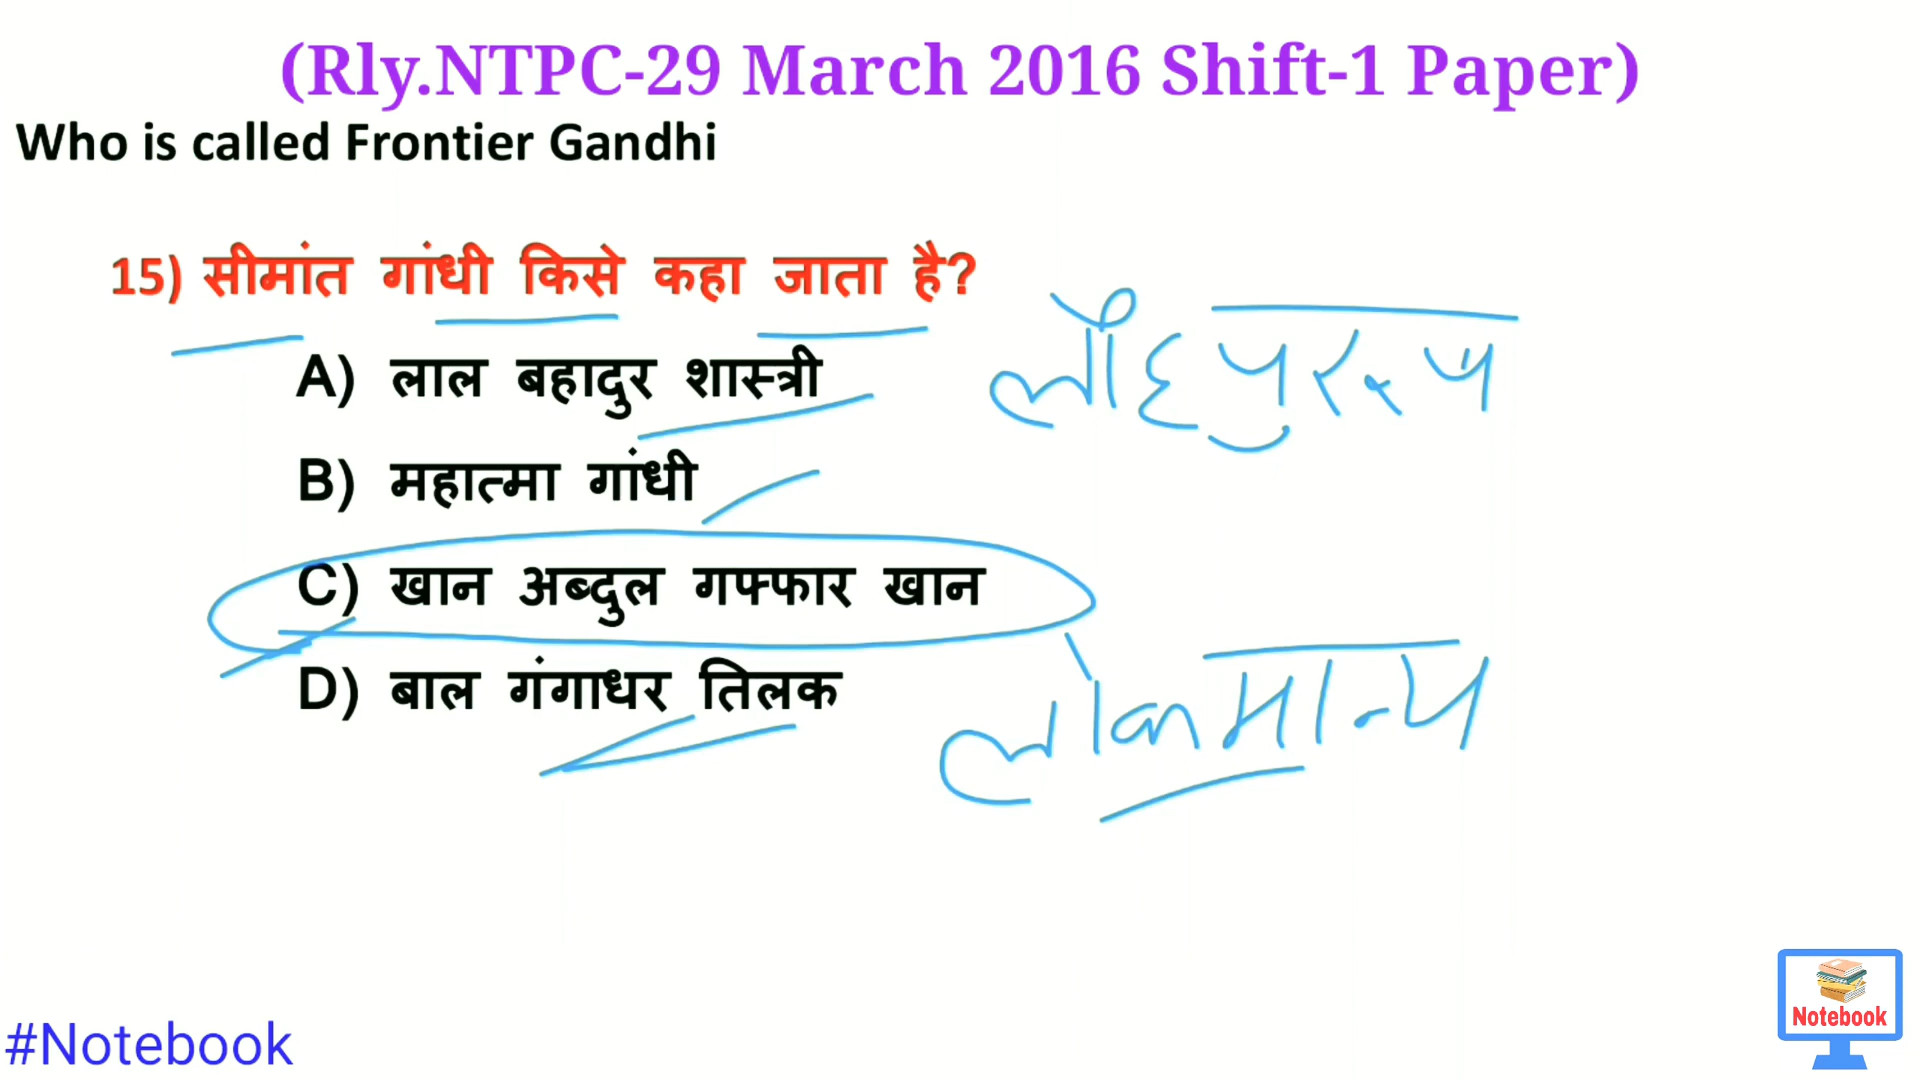 (Rly.NTPC-29 March 2016 Shift-1 Paper)
Who is called Frontier Gandhi
15) सीमांत गांधी किसे कहा जाता है?
A) लाल बहादुर शास्त्री
लौह पुरुष
B) महात्मा गांधी
C) खान अब्दुल गफ्फार खान
D) बाल गंगाधर तिलक
लोकमान्य
Notebook
#Notebook